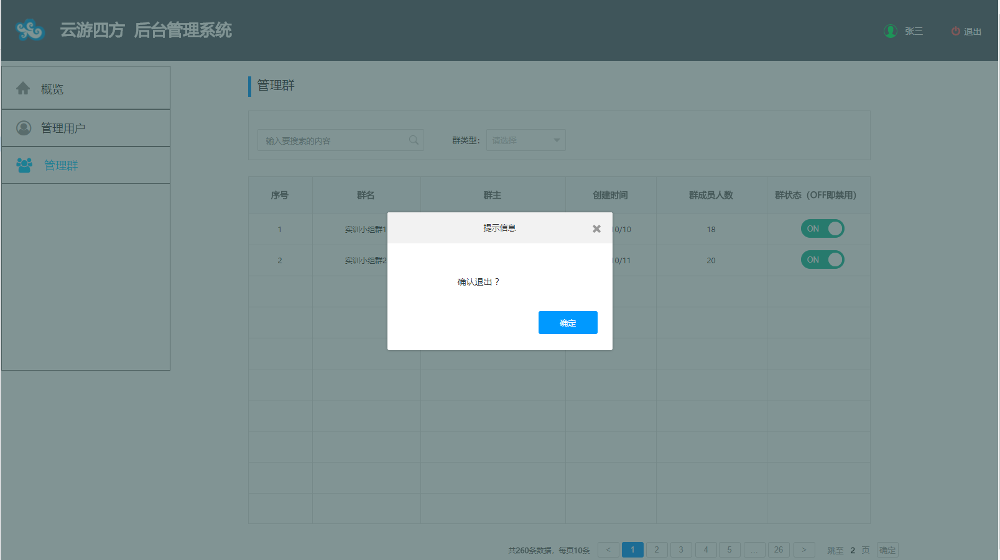 云游四方 后台管理系统
张三
退出
概览
管理用户
管理群
管理群
输入要搜索的内容
群类型：
请选择
序号 群名 群主 创建时间 群成员人数 群状态（OFF即禁用）
1 实训小组群1 10/10 18 ON
2 实训小组群2 10/11 20 ON
提示信息
确认退出？
确定
共260条数据，每页10条 < 1 2 3 4 5 ... 26 > 跳至 2 页 确定